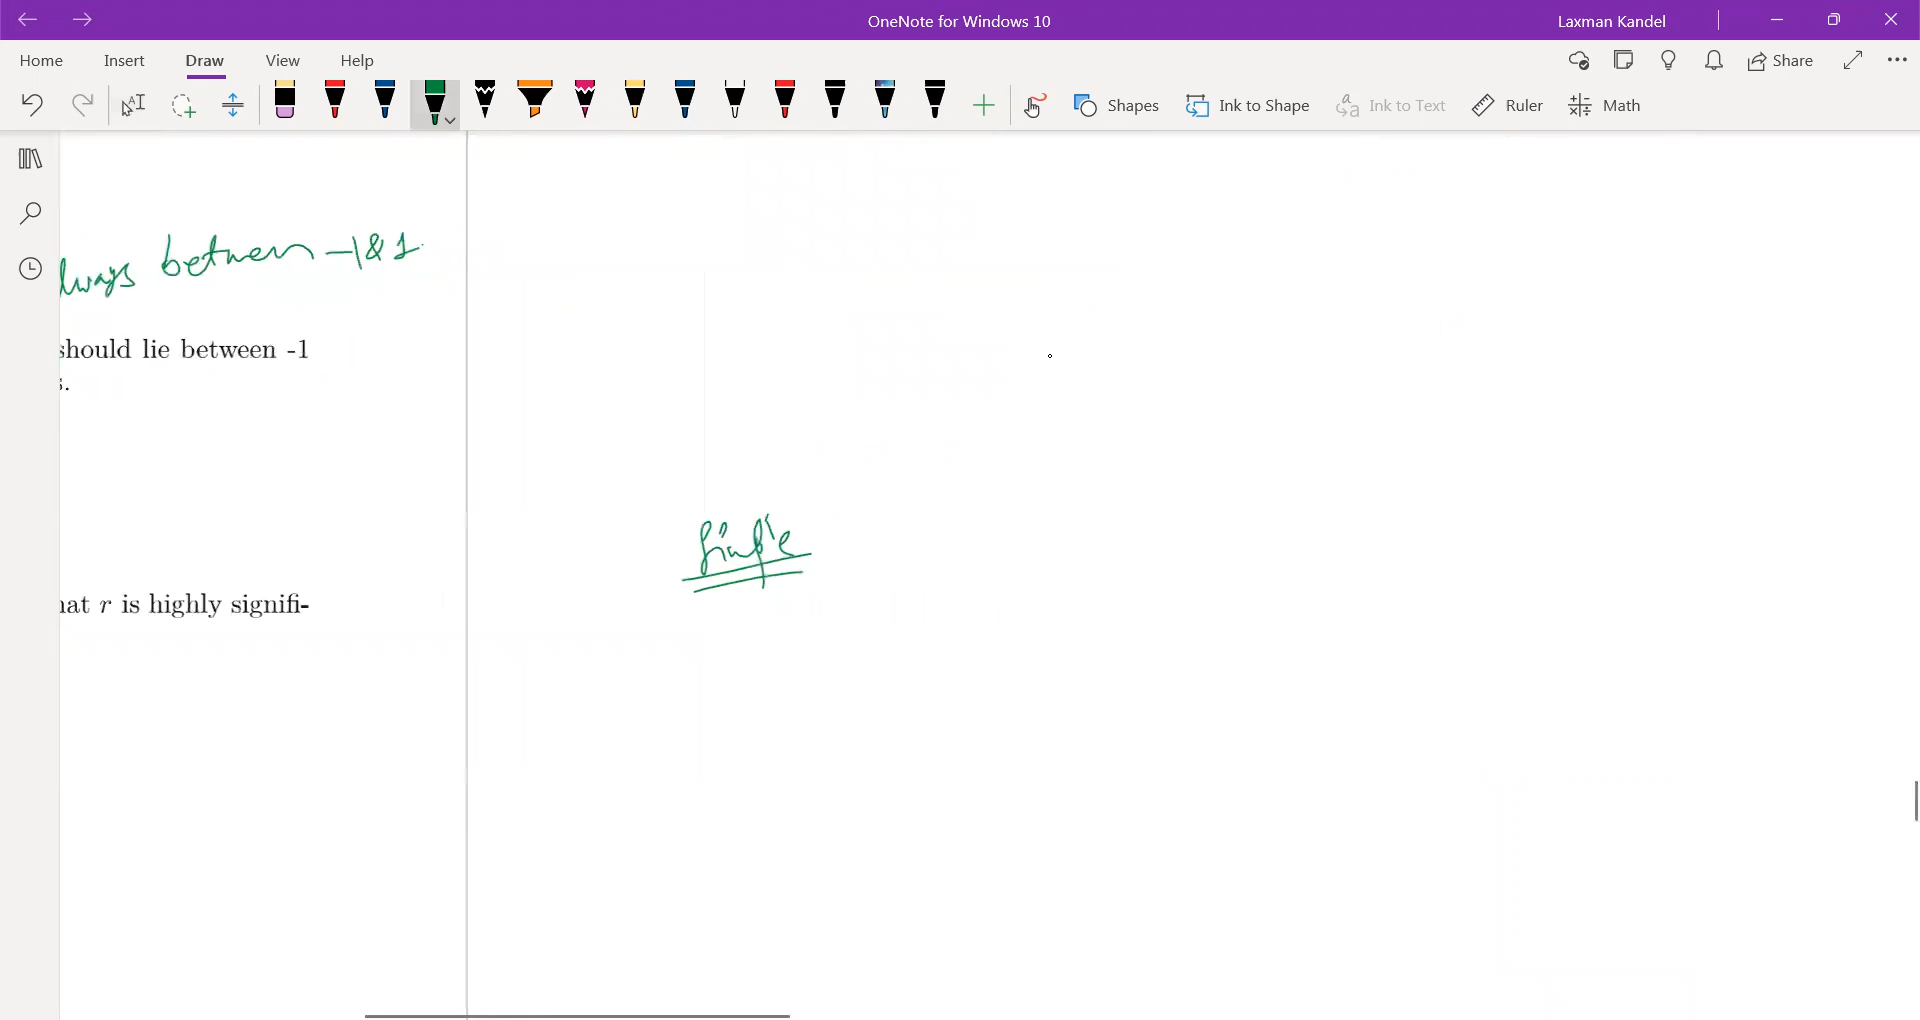 OneNote for Windows 10
Laxman Kandel
Home Insert Draw View Help
Share
Shapes Ink to Shape Ink to Text Ruler Math
lways between -1&1.
should lie between -1
s.
hat r is highly signifi-